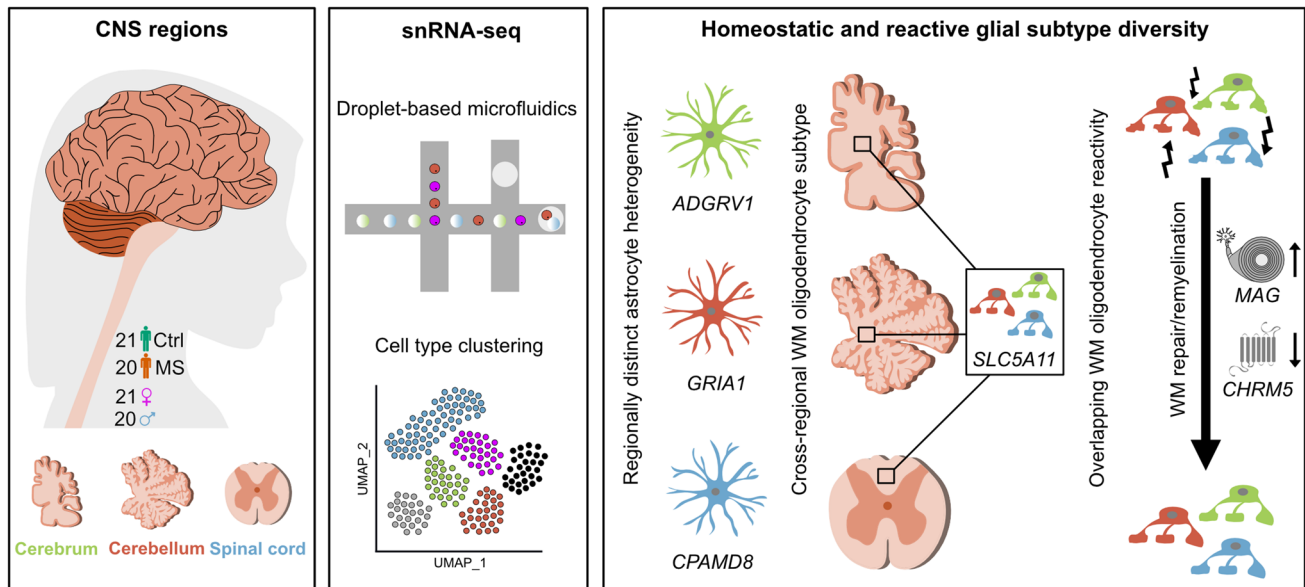 CNS regions
21 Ctrl
20 MS
21 ♀
20 ♂
Cerebrum Cerebellum Spinal cord
snRNA-seq
Droplet-based microfluidics
Cell type clustering
UMAP_2
UMAP_1
Homeostatic and reactive glial subtype diversity
Regionally distinct astrocyte heterogeneity
ADGRV1
GRIA1
CPAMD8
Cross-regional WM oligodendrocyte subtype
SLC5A11
Overlapping WM oligodendrocyte reactivity
WM repair/remyelination
MAG
CHRM5